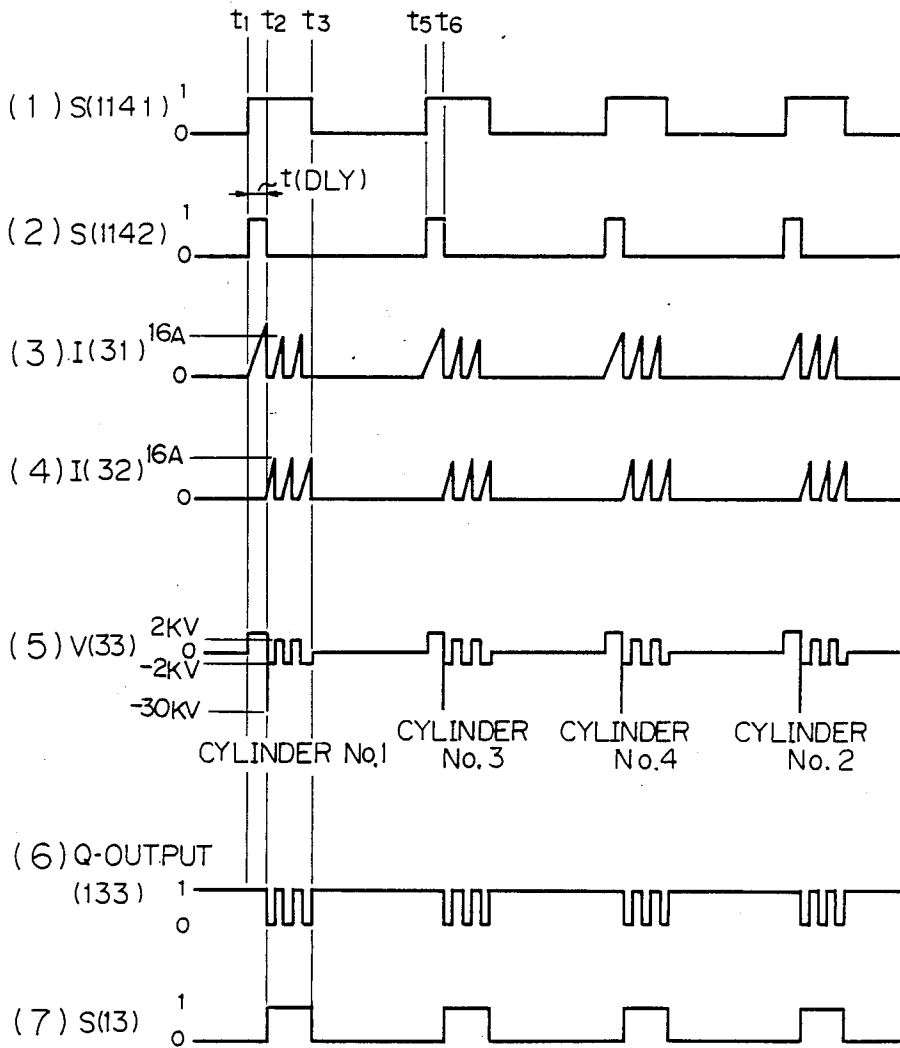 t1 t2 t3 t5 t6
(1) S(1141) 1
0
t(DLY)
(2) S(1142) 1
0
(3) I(31) 16A
0
(4) I(32) 16A
0
(5) V(33) 2KV
0
-2KV
-30KV
CYLINDER No.1
CYLINDER
No.3
CYLINDER
No.4
CYLINDER
No.2
(6) Q-OUTPUT
(133) 1
0
(7) S(13) 1
0